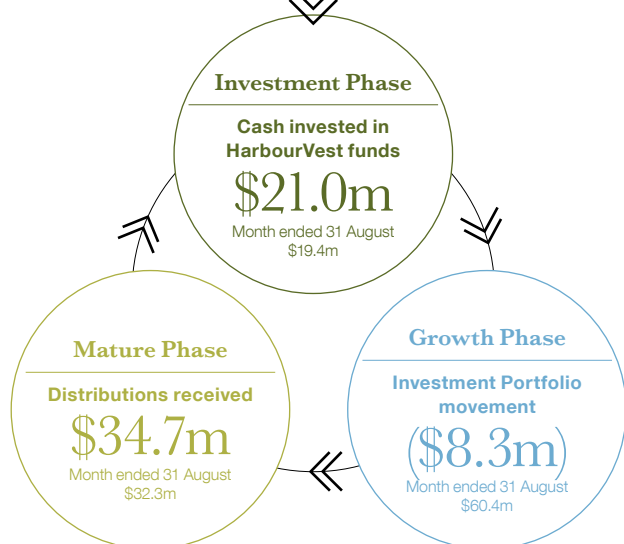 Investment Phase
Cash invested in
HarbourVest funds
$21.0m
Month ended 31 August
$19.4m
Growth Phase
Investment Portfolio
movement
($8.3m)
Month ended 31 August
$60.4m
Mature Phase
Distributions received
$34.7m
Month ended 31 August
$32.3m